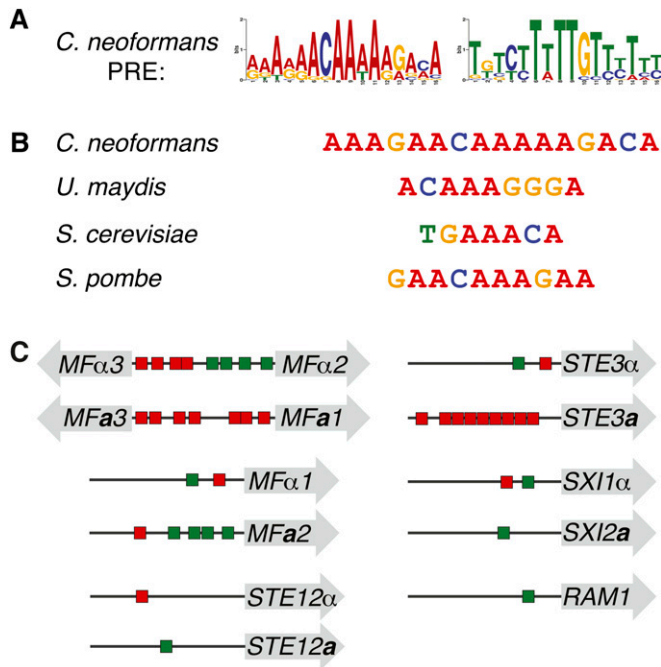 A
C. neoformans
PRE:
B
C. neoformans AAAGAACAAAAAGACA
U. maydis ACAAAGGGA
S. cerevisiae TGAAACA
S. pombe GAACAAAGAA
C
MFα3 MFα2 STE3α
MFa3 MFa1 STE3a
MFα1 SXI1α
MFa2 SXI2a
STE12α RAM1
STE12a